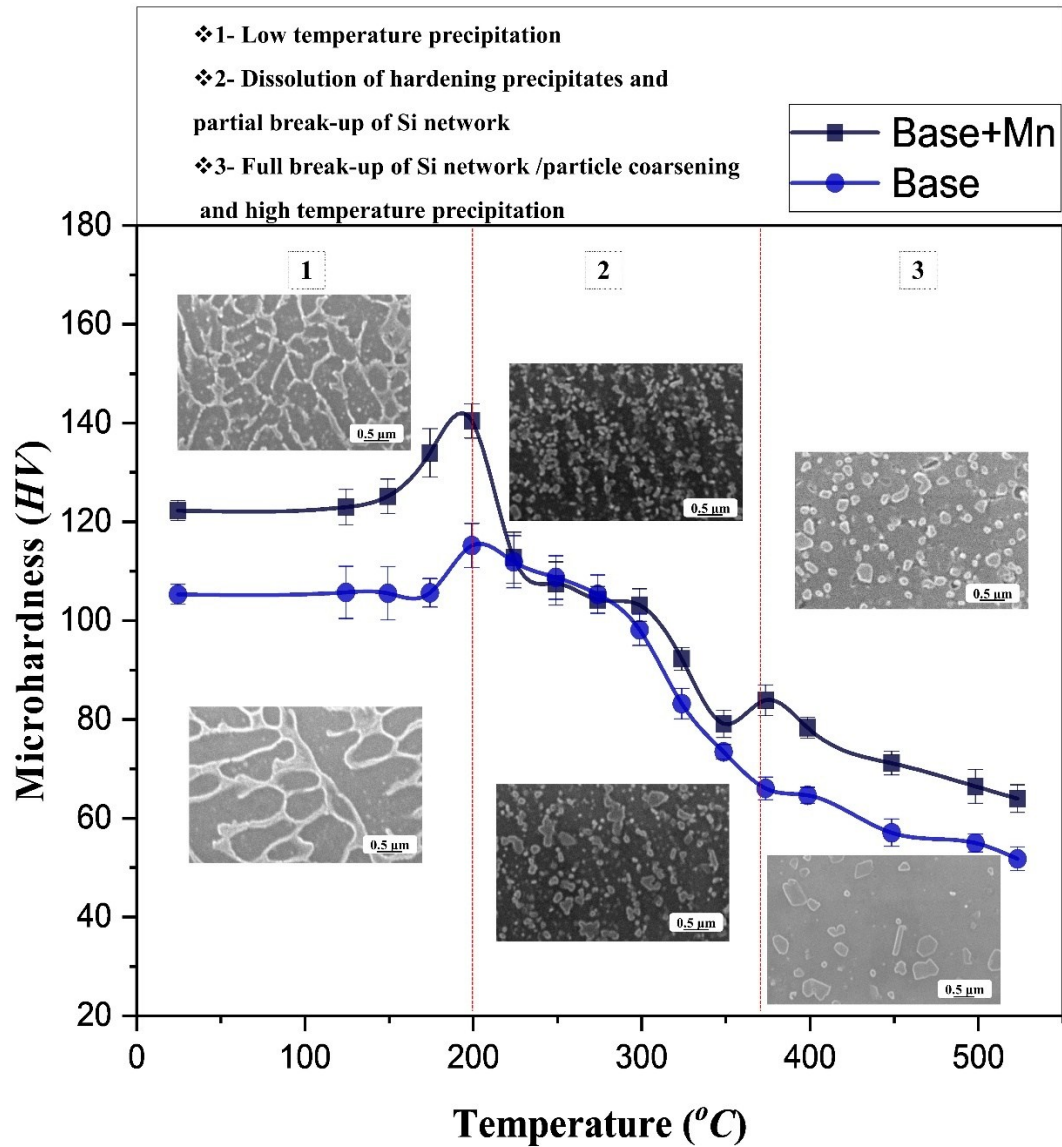 ❖1- Low temperature precipitation
❖2- Dissolution of hardening precipitates and
partial break-up of Si network
❖3- Full break-up of Si network /particle coarsening
and high temperature precipitation
Base+Mn
Base
180
160
140
120
100
80
60
40
20
Microhardness (HV)
1
2
3
0.5 µm
0.5 µm
0.5 µm
0.5 µm
0.5 µm
0.5 µm
0
100
200
300
400
500
Temperature (°C)